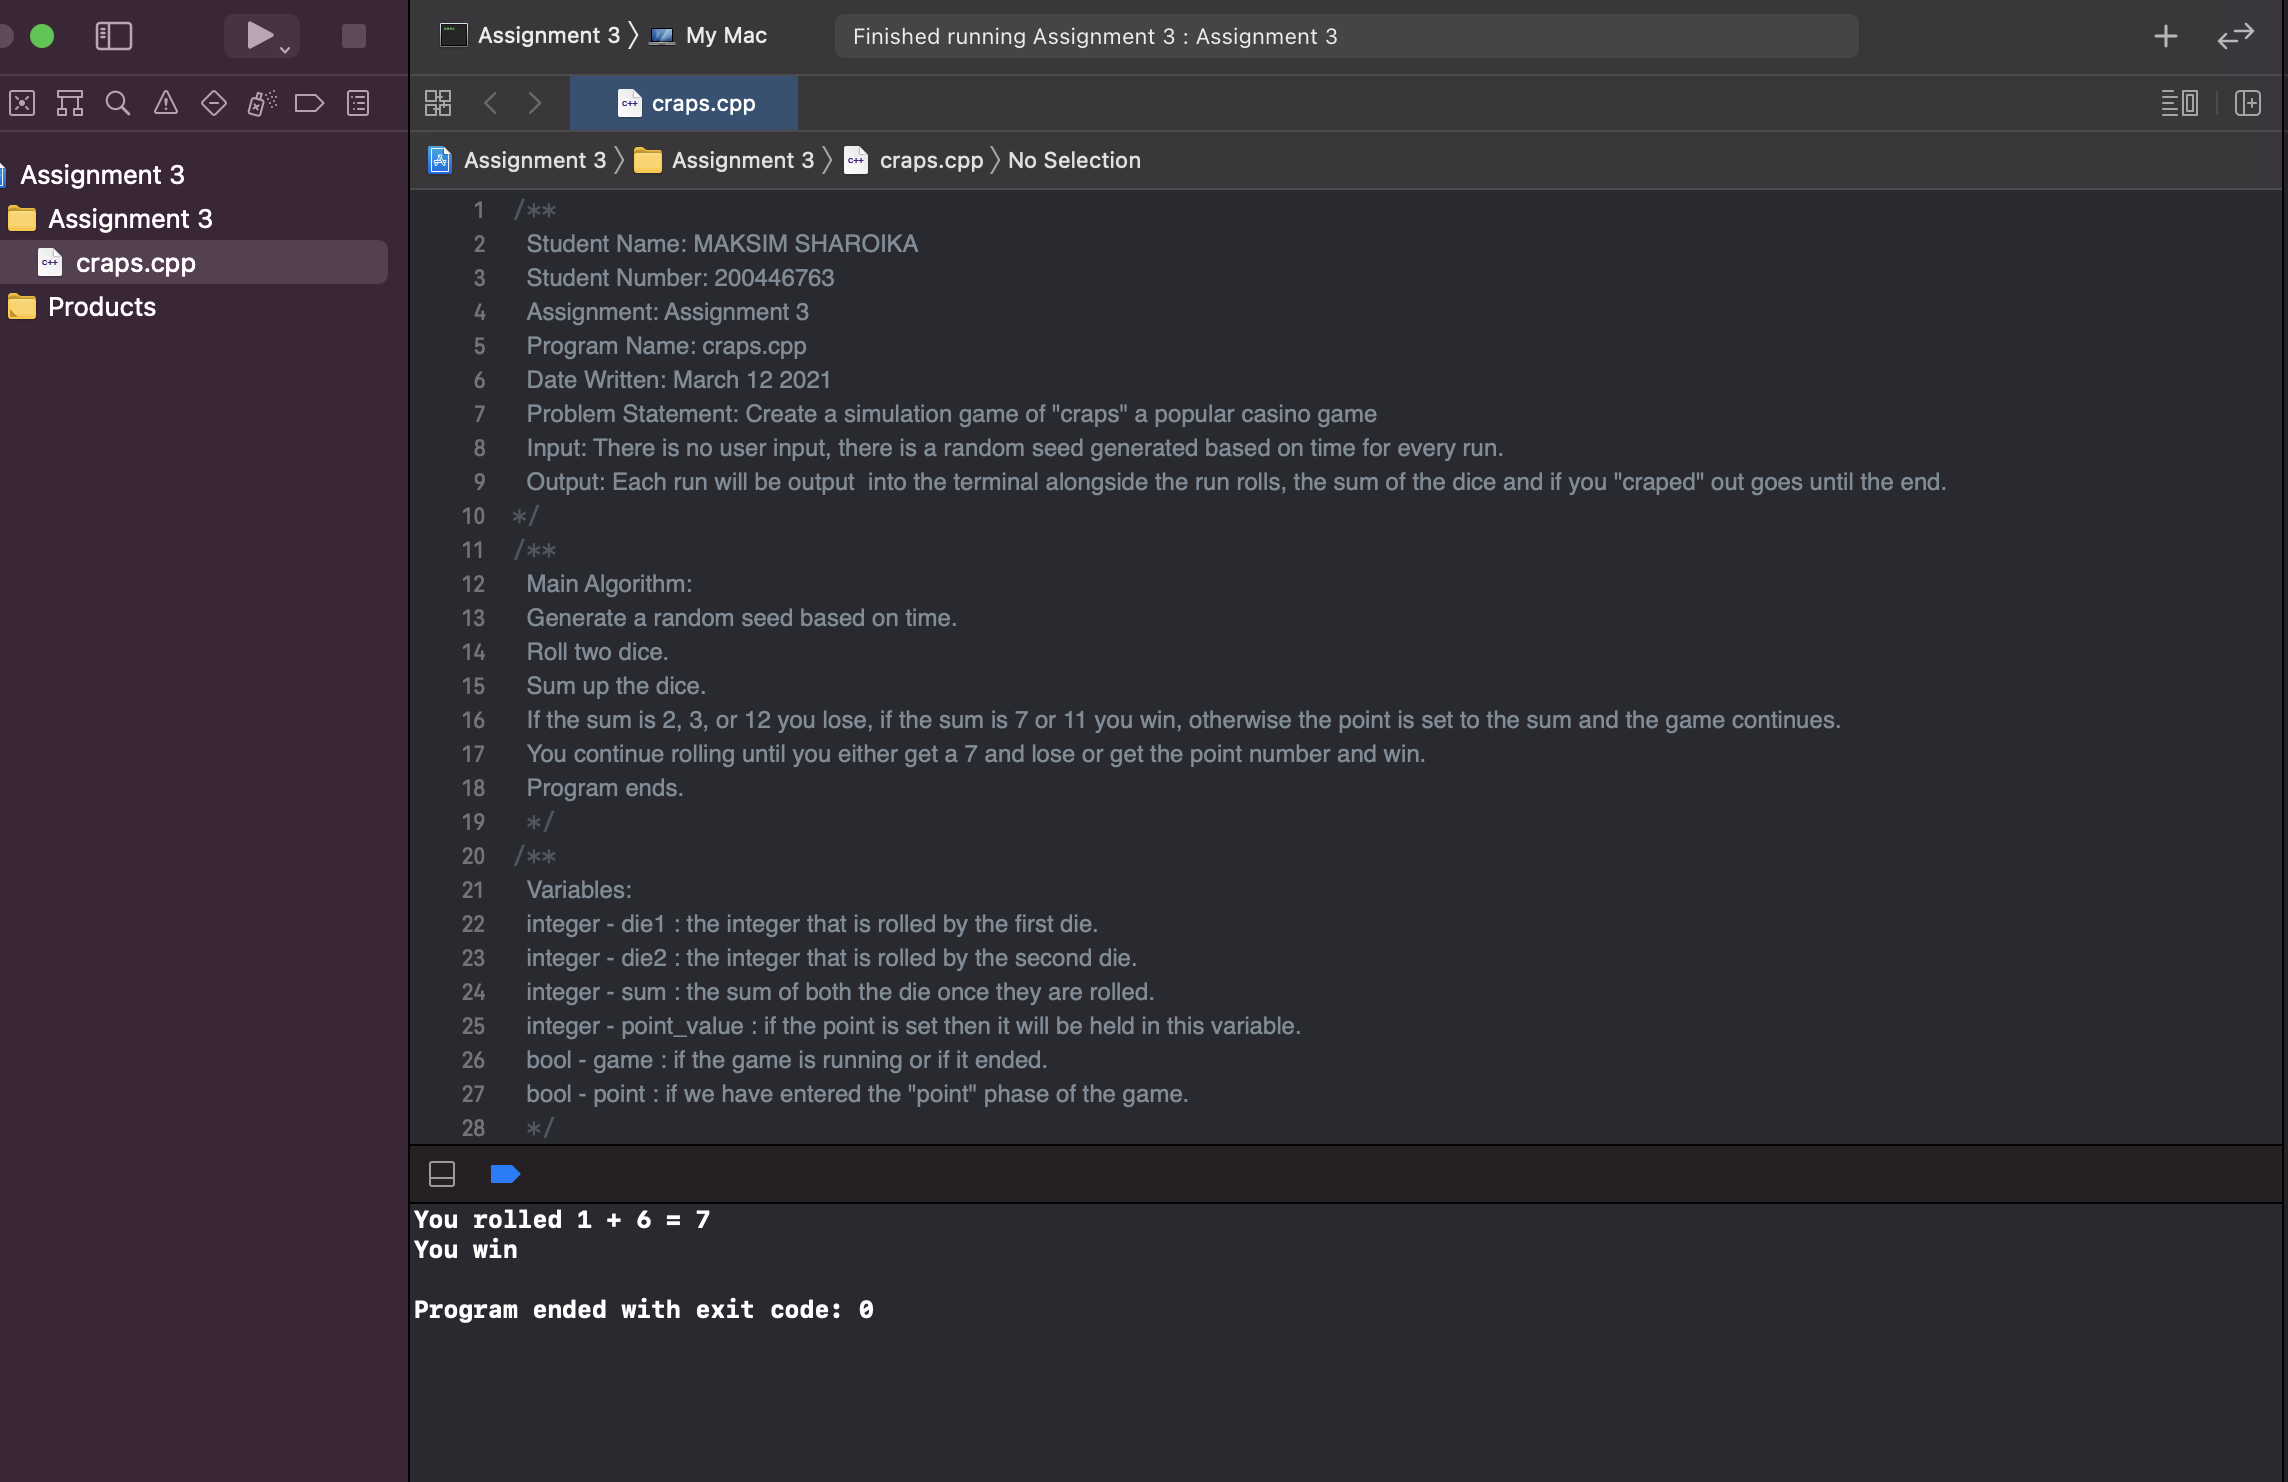 Assignment 3 〉 My Mac
Finished running Assignment 3 : Assignment 3
craps.cpp
Assignment 3 〉 Assignment 3 〉 craps.cpp 〉 No Selection
Assignment 3
Assignment 3
craps.cpp
Products
1 /**
2 Student Name: MAKSIM SHAROIKA
3 Student Number: 200446763
4 Assignment: Assignment 3
5 Program Name: craps.cpp
6 Date Written: March 12 2021
7 Problem Statement: Create a simulation game of "craps" a popular casino game
8 Input: There is no user input, there is a random seed generated based on time for every run.
9 Output: Each run will be output  into the terminal alongside the run rolls, the sum of the dice and if you "craped" out goes until the end.
10 */
11 /**
12 Main Algorithm:
13 Generate a random seed based on time.
14 Roll two dice.
15 Sum up the dice.
16 If the sum is 2, 3, or 12 you lose, if the sum is 7 or 11 you win, otherwise the point is set to the sum and the game continues.
17 You continue rolling until you either get a 7 and lose or get the point number and win.
18 Program ends.
19 */
20 /**
21 Variables:
22 integer - die1 : the integer that is rolled by the first die.
23 integer - die2 : the integer that is rolled by the second die.
24 integer - sum : the sum of both the die once they are rolled.
25 integer - point_value : if the point is set then it will be held in this variable.
26 bool - game : if the game is running or if it ended.
27 bool - point : if we have entered the "point" phase of the game.
28 */
You rolled 1 + 6 = 7
You win
Program ended with exit code: 0